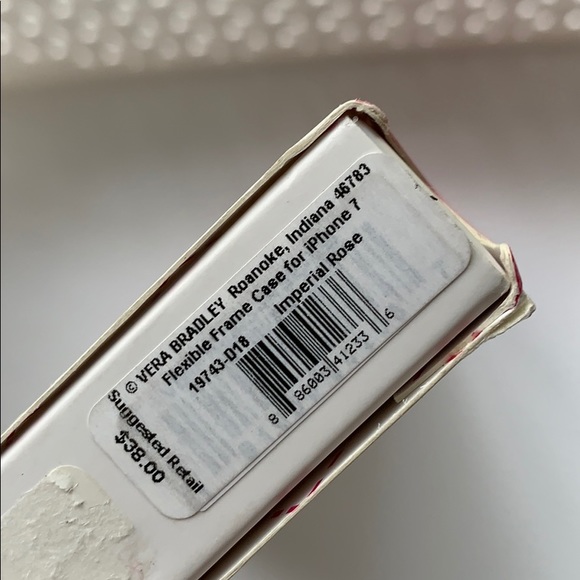 © VERA BRADLEY Roanoke, Indiana 46783
Flexible Frame Case for iPhone 7
19743-D18 Imperial Rose
8 86003 41233 6
Suggested Retail
$38.00